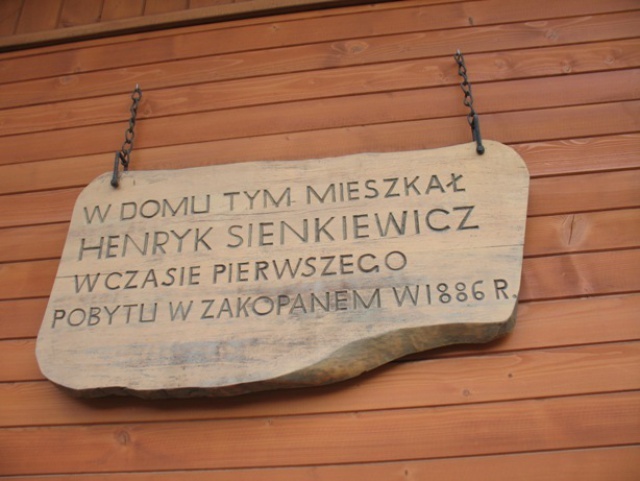 W DOMU TYM MIESZKAŁ
HENRYK SIENKIEWICZ
W CZASIE PIERWSZEGO
POBYTU W ZAKOPANEM W 1886 R.